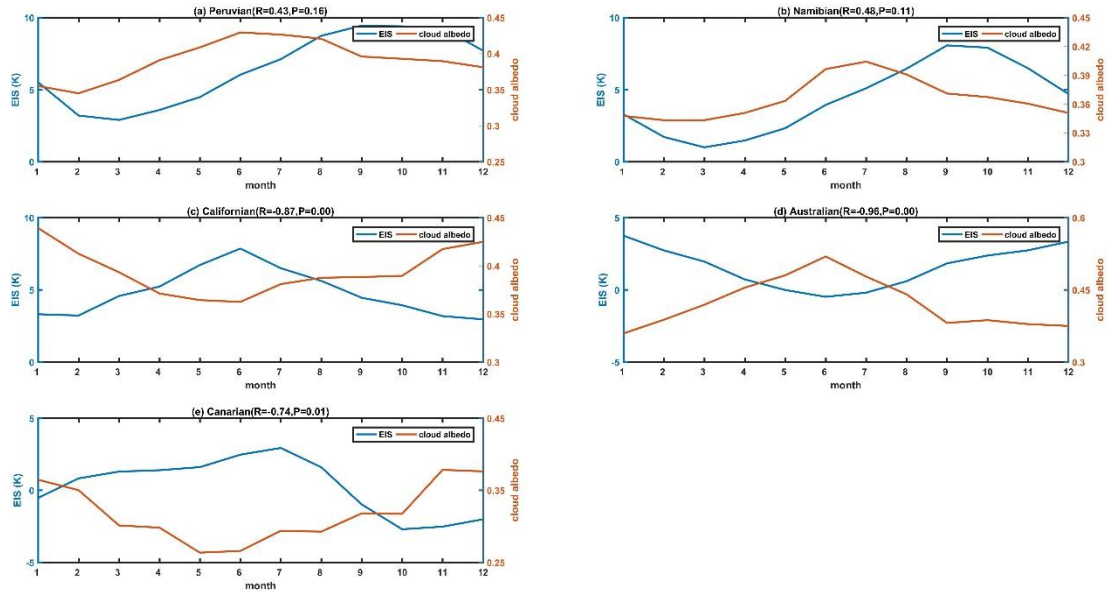 (a) Peruvian(R=0.43,P=0.16)
EIS cloud albedo
EIS (K)
10
5
0
cloud albedo
0.45
0.4
0.35
0.3
0.25
1 2 3 4 5 6 7 8 9 10 11 12
month
(b) Namibian(R=0.48,P=0.11)
EIS cloud albedo
EIS (K)
10
5
0
cloud albedo
0.45
0.42
0.39
0.36
0.33
0.3
1 2 3 4 5 6 7 8 9 10 11 12
month
(c) Californian(R=-0.87,P=0.00)
EIS cloud albedo
EIS (K)
10
5
0
cloud albedo
0.45
0.4
0.35
0.3
1 2 3 4 5 6 7 8 9 10 11 12
month
(d) Australian(R=-0.96,P=0.00)
EIS cloud albedo
EIS (K)
5
0
-5
cloud albedo
0.6
0.45
0.3
1 2 3 4 5 6 7 8 9 10 11 12
month
(e) Canarian(R=-0.74,P=0.01)
EIS cloud albedo
EIS (K)
5
0
-5
cloud albedo
0.45
0.35
0.25
1 2 3 4 5 6 7 8 9 10 11 12
month